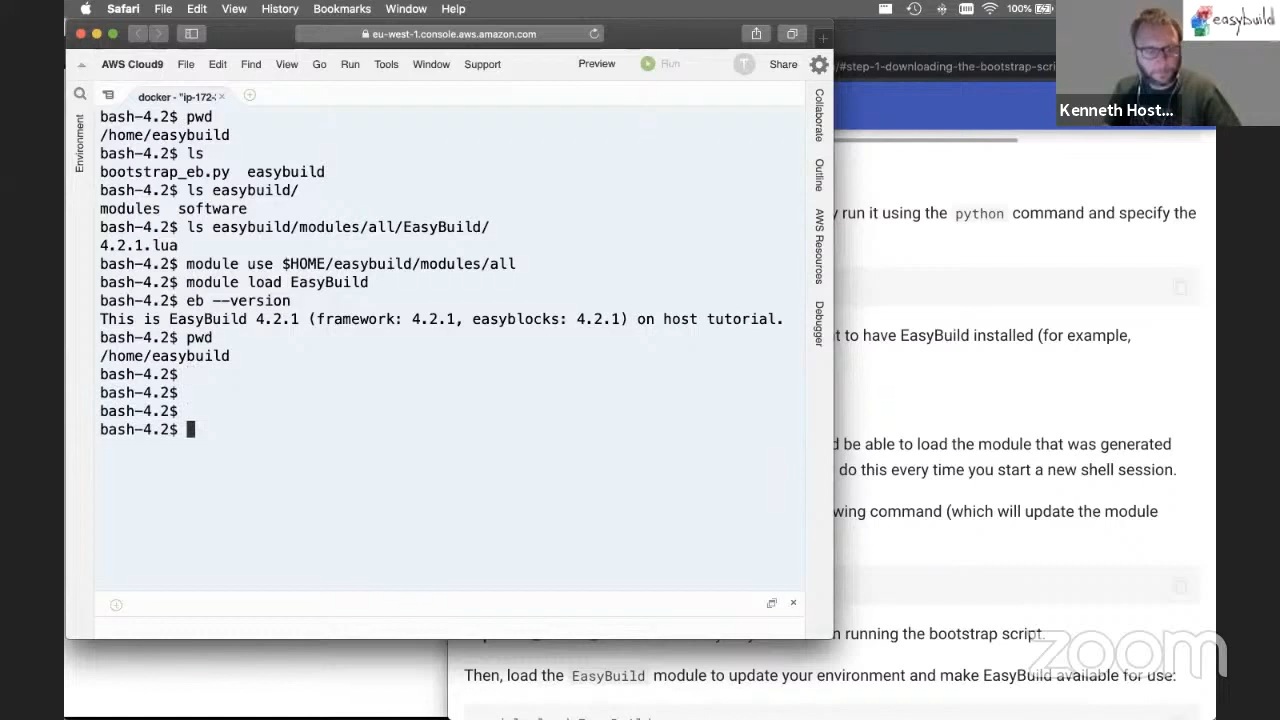 Safari File Edit View History Bookmarks Window Help
100%
easybuild
eu-west-1.console.aws.amazon.com
AWS Cloud9 File Edit Find View Go Run Tools Window Support Preview Run T Share
/#step-1-downloading-the-bootstrap-scri
Kenneth Host...
docker - "ip-172-
Environment
Collaborate
Outline
AWS Resources
Debugger
bash-4.2$ pwd
/home/easybuild
bash-4.2$ ls
bootstrap_eb.py easybuild
bash-4.2$ ls easybuild/
modules software
bash-4.2$ ls easybuild/modules/all/EasyBuild/
4.2.1.lua
bash-4.2$ module use $HOME/easybuild/modules/all
bash-4.2$ module load EasyBuild
bash-4.2$ eb --version
This is EasyBuild 4.2.1 (framework: 4.2.1, easyblocks: 4.2.1) on host tutorial.
bash-4.2$ pwd
/home/easybuild
bash-4.2$
bash-4.2$
bash-4.2$
bash-4.2$
y run it using the python command and specify the
t to have EasyBuild installed (for example,
d be able to load the module that was generated
do this every time you start a new shell session.
wing command (which will update the module
n running the bootstrap script.
Then, load the EasyBuild module to update your environment and make EasyBuild available for use:
zoom